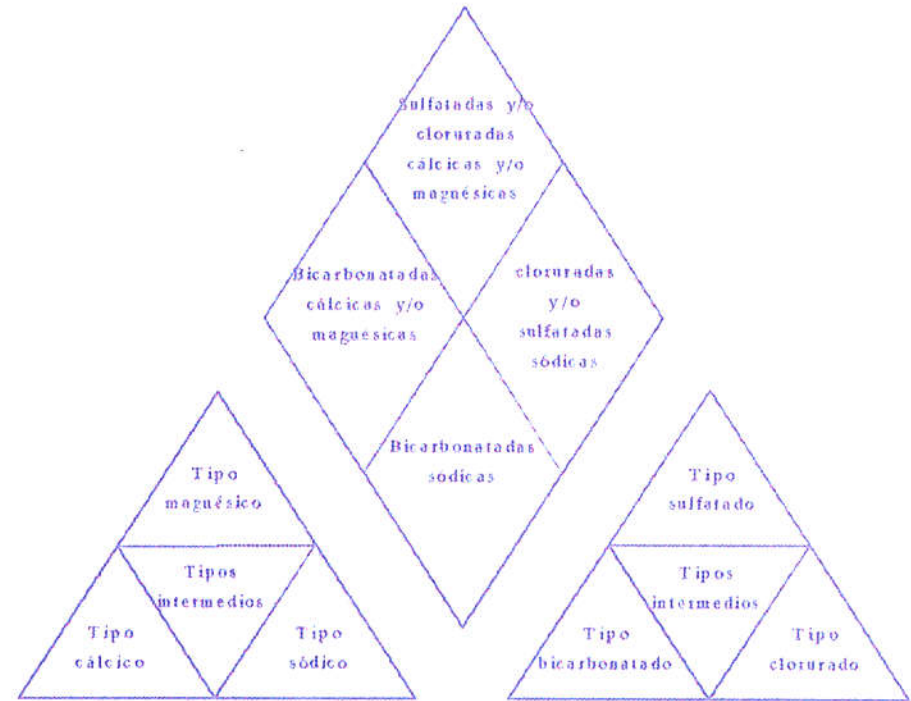 Sulfatadas y/o
cloruradas
cálcicas y/o
magnésicas
Bicarbonatadas
cálcicas y/o
magnésicas
cloruradas
y/o
sulfatadas
sódicas
Bicarbonatadas
sódicas
Tipo
magnésico
Tipos
intermedios
Tipo
cálcico
Tipo
sódico
Tipo
sulfatado
Tipos
intermedios
Tipo
bicarbonatado
Tipo
clorurado